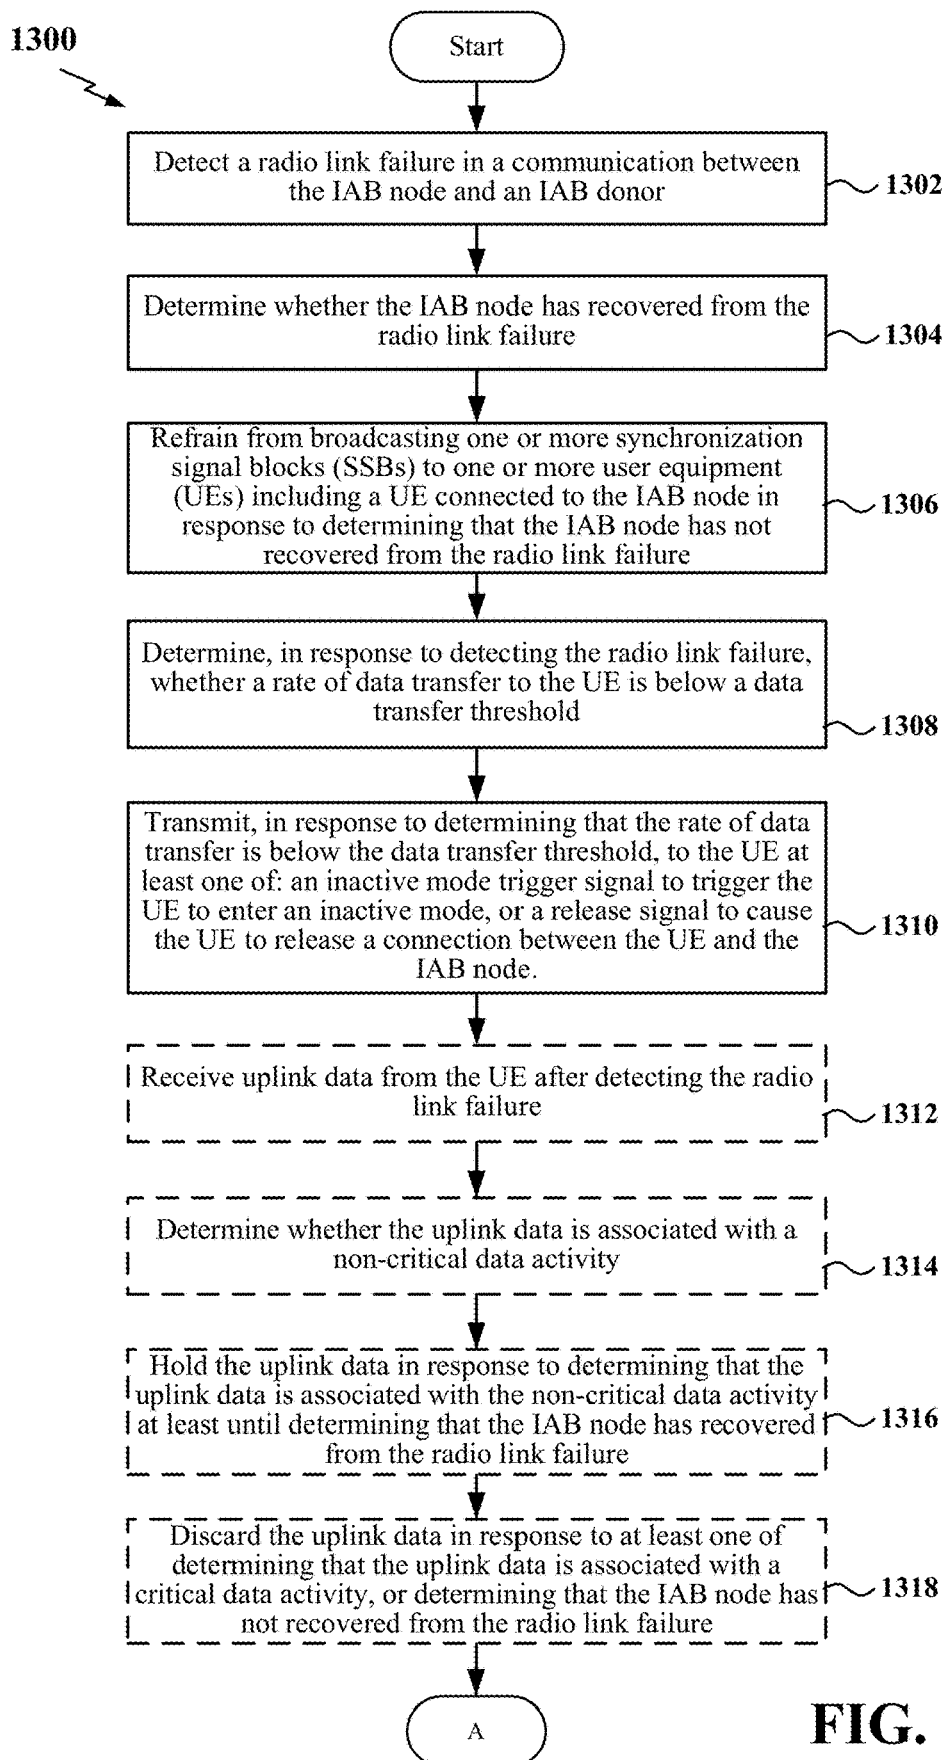 1300
Start
Detect a radio link failure in a communication between
the IAB node and an IAB donor
1302
Determine whether the IAB node has recovered from the
radio link failure
1304
Refrain from broadcasting one or more synchronization
signal blocks (SSBs) to one or more user equipment
(UEs) including a UE connected to the IAB node in
response to determining that the IAB node has not
recovered from the radio link failure
1306
Determine, in response to detecting the radio link failure,
whether a rate of data transfer to the UE is below a data
transfer threshold
1308
Transmit, in response to determining that the rate of data
transfer is below the data transfer threshold, to the UE at
least one of: an inactive mode trigger signal to trigger the
UE to enter an inactive mode, or a release signal to cause
the UE to release a connection between the UE and the
IAB node.
1310
Receive uplink data from the UE after detecting the radio
link failure
1312
Determine whether the uplink data is associated with a
non-critical data activity
1314
Hold the uplink data in response to determining that the
uplink data is associated with the non-critical data activity
at least until determining that the IAB node has recovered
from the radio link failure
1316
Discard the uplink data in response to at least one of
determining that the uplink data is associated with a
critical data activity, or determining that the IAB node has
not recovered from the radio link failure
1318
A
FIG.